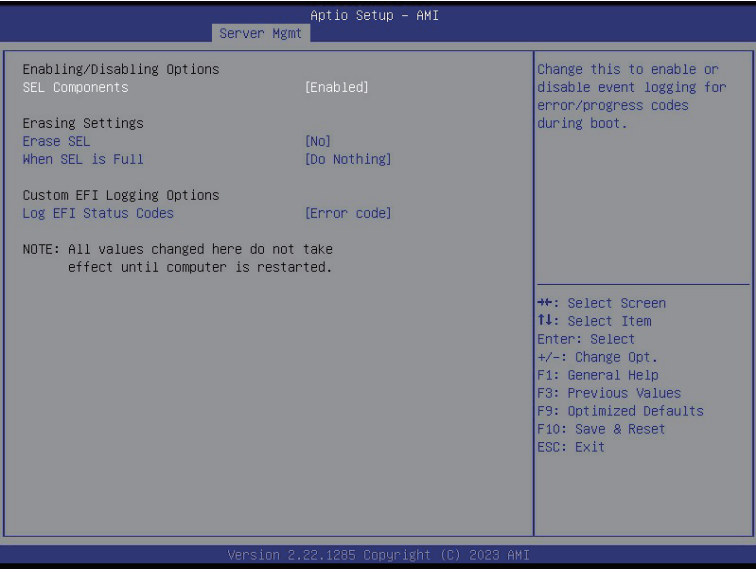 Aptio Setup – AMI
Server Mgmt
Enabling/Disabling Options
SEL Components [Enabled]
Erasing Settings
Erase SEL [No]
When SEL is Full [Do Nothing]
Custom EFI Logging Options
Log EFI Status Codes [Error code]
NOTE: All values changed here do not take
effect until computer is restarted.
Change this to enable or
disable event logging for
error/progress codes
during boot.
→←: Select Screen
↑↓: Select Item
Enter: Select
+/-: Change Opt.
F1: General Help
F3: Previous Values
F9: Optimized Defaults
F10: Save & Reset
ESC: Exit
Version 2.22.1285 Copyright (C) 2023 AMI